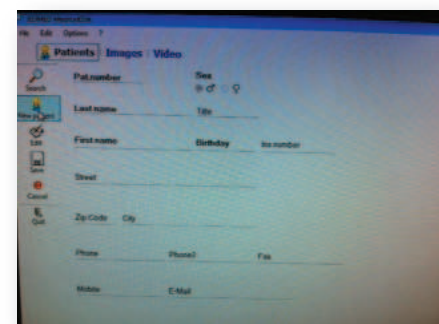 File Edit Options ?
Patients Images Video
Search
New patient
Edit
Save
Cancel
Quit
Pat.number Sex
Last name Title
First name Birthday Ins.number
Street
Zip Code City
Phone Phone2 Fax
Mobile E-Mail